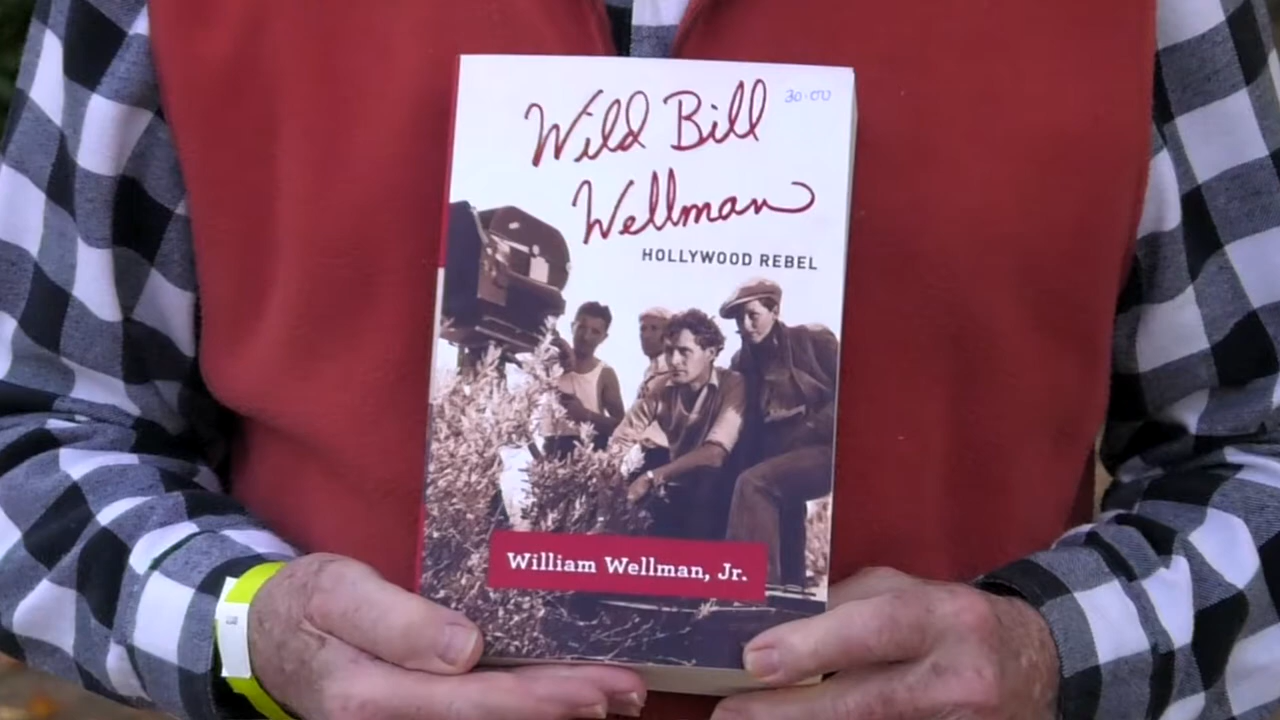 Wild Bill
30.00
Wellman
HOLLYWOOD REBEL
William Wellman, Jr.